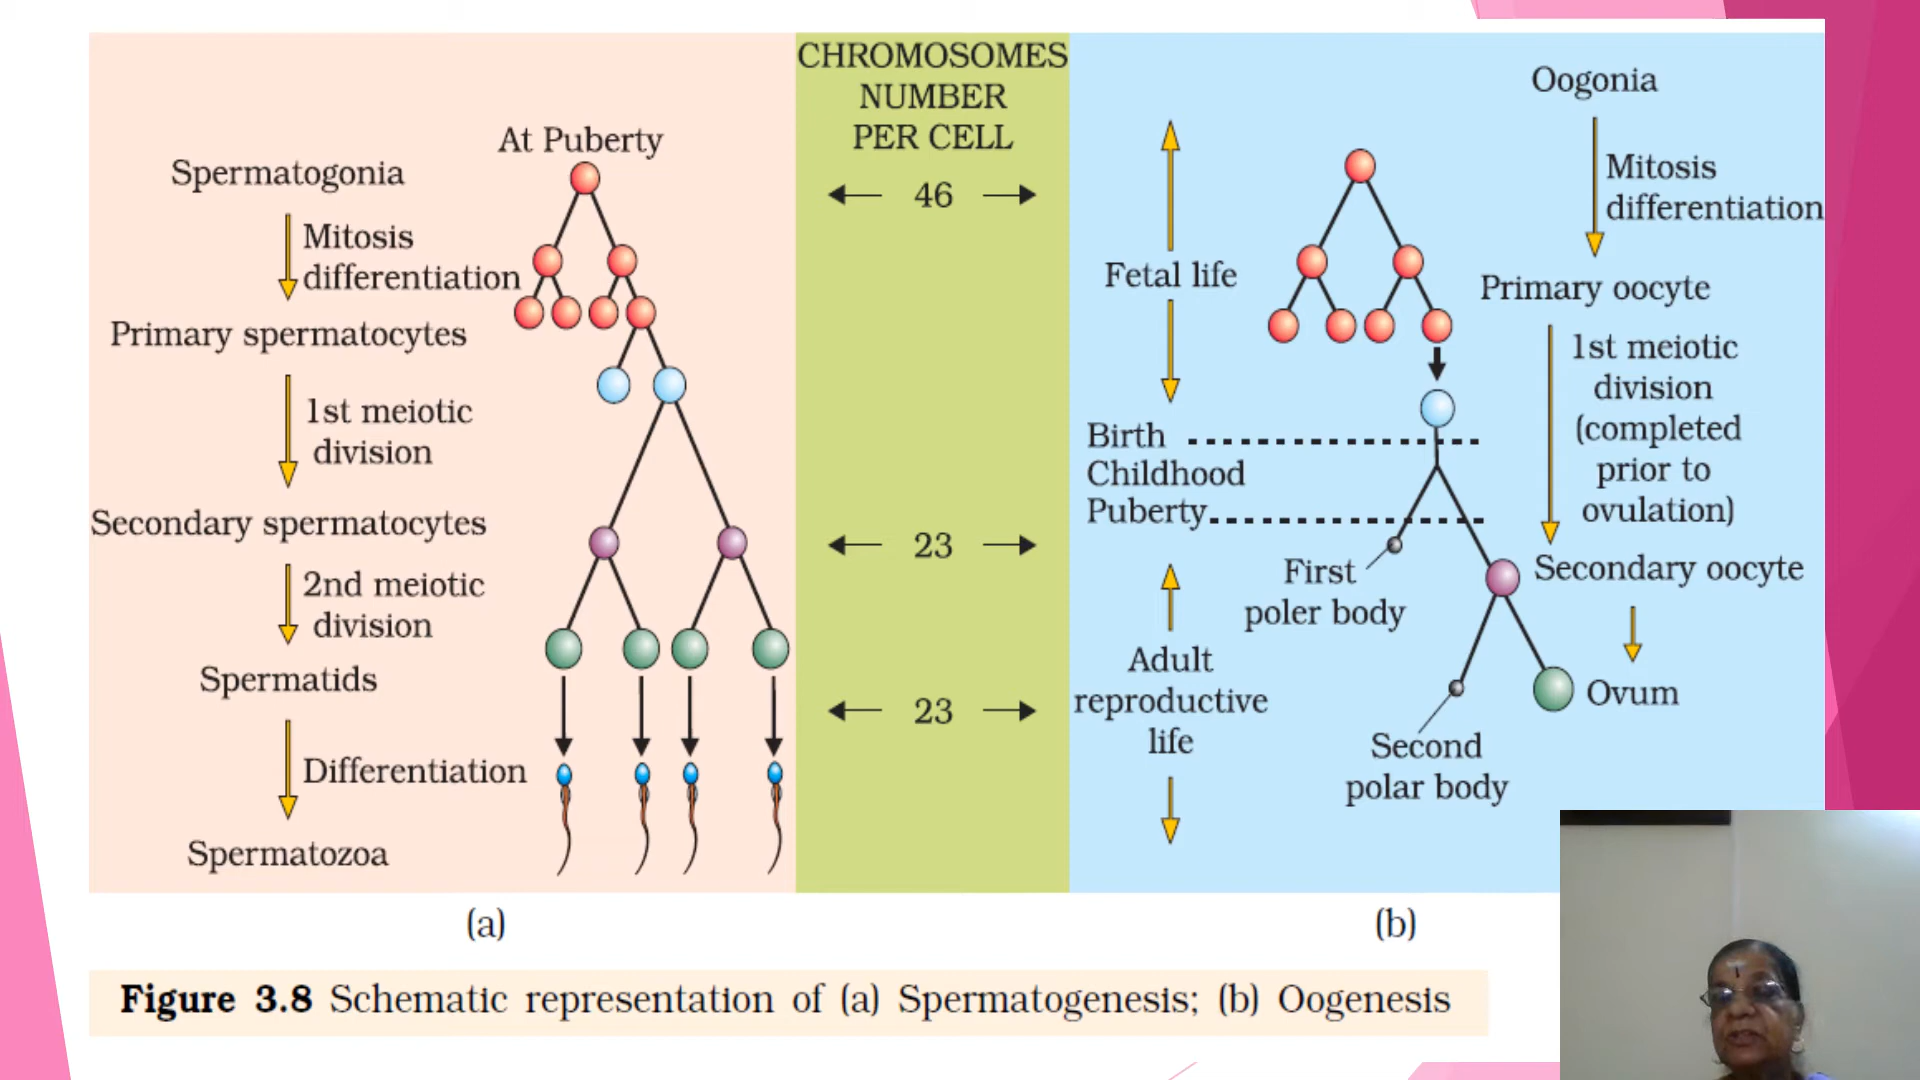 At Puberty
Spermatogonia
Mitosis
differentiation
Primary spermatocytes
1st meiotic
division
Secondary spermatocytes
2nd meiotic
division
Spermatids
Differentiation
Spermatozoa
(a)
CHROMOSOMES
NUMBER
PER CELL
46
23
23
Fetal life
Birth
Childhood
Puberty
Adult
reproductive
life
First
poler body
Second
polar body
Oogonia
Mitosis
differentiation
Primary oocyte
1st meiotic
division
(completed
prior to
ovulation)
Secondary oocyte
Ovum
(b)
Figure 3.8 Schematic representation of (a) Spermatogenesis; (b) Oogenesis